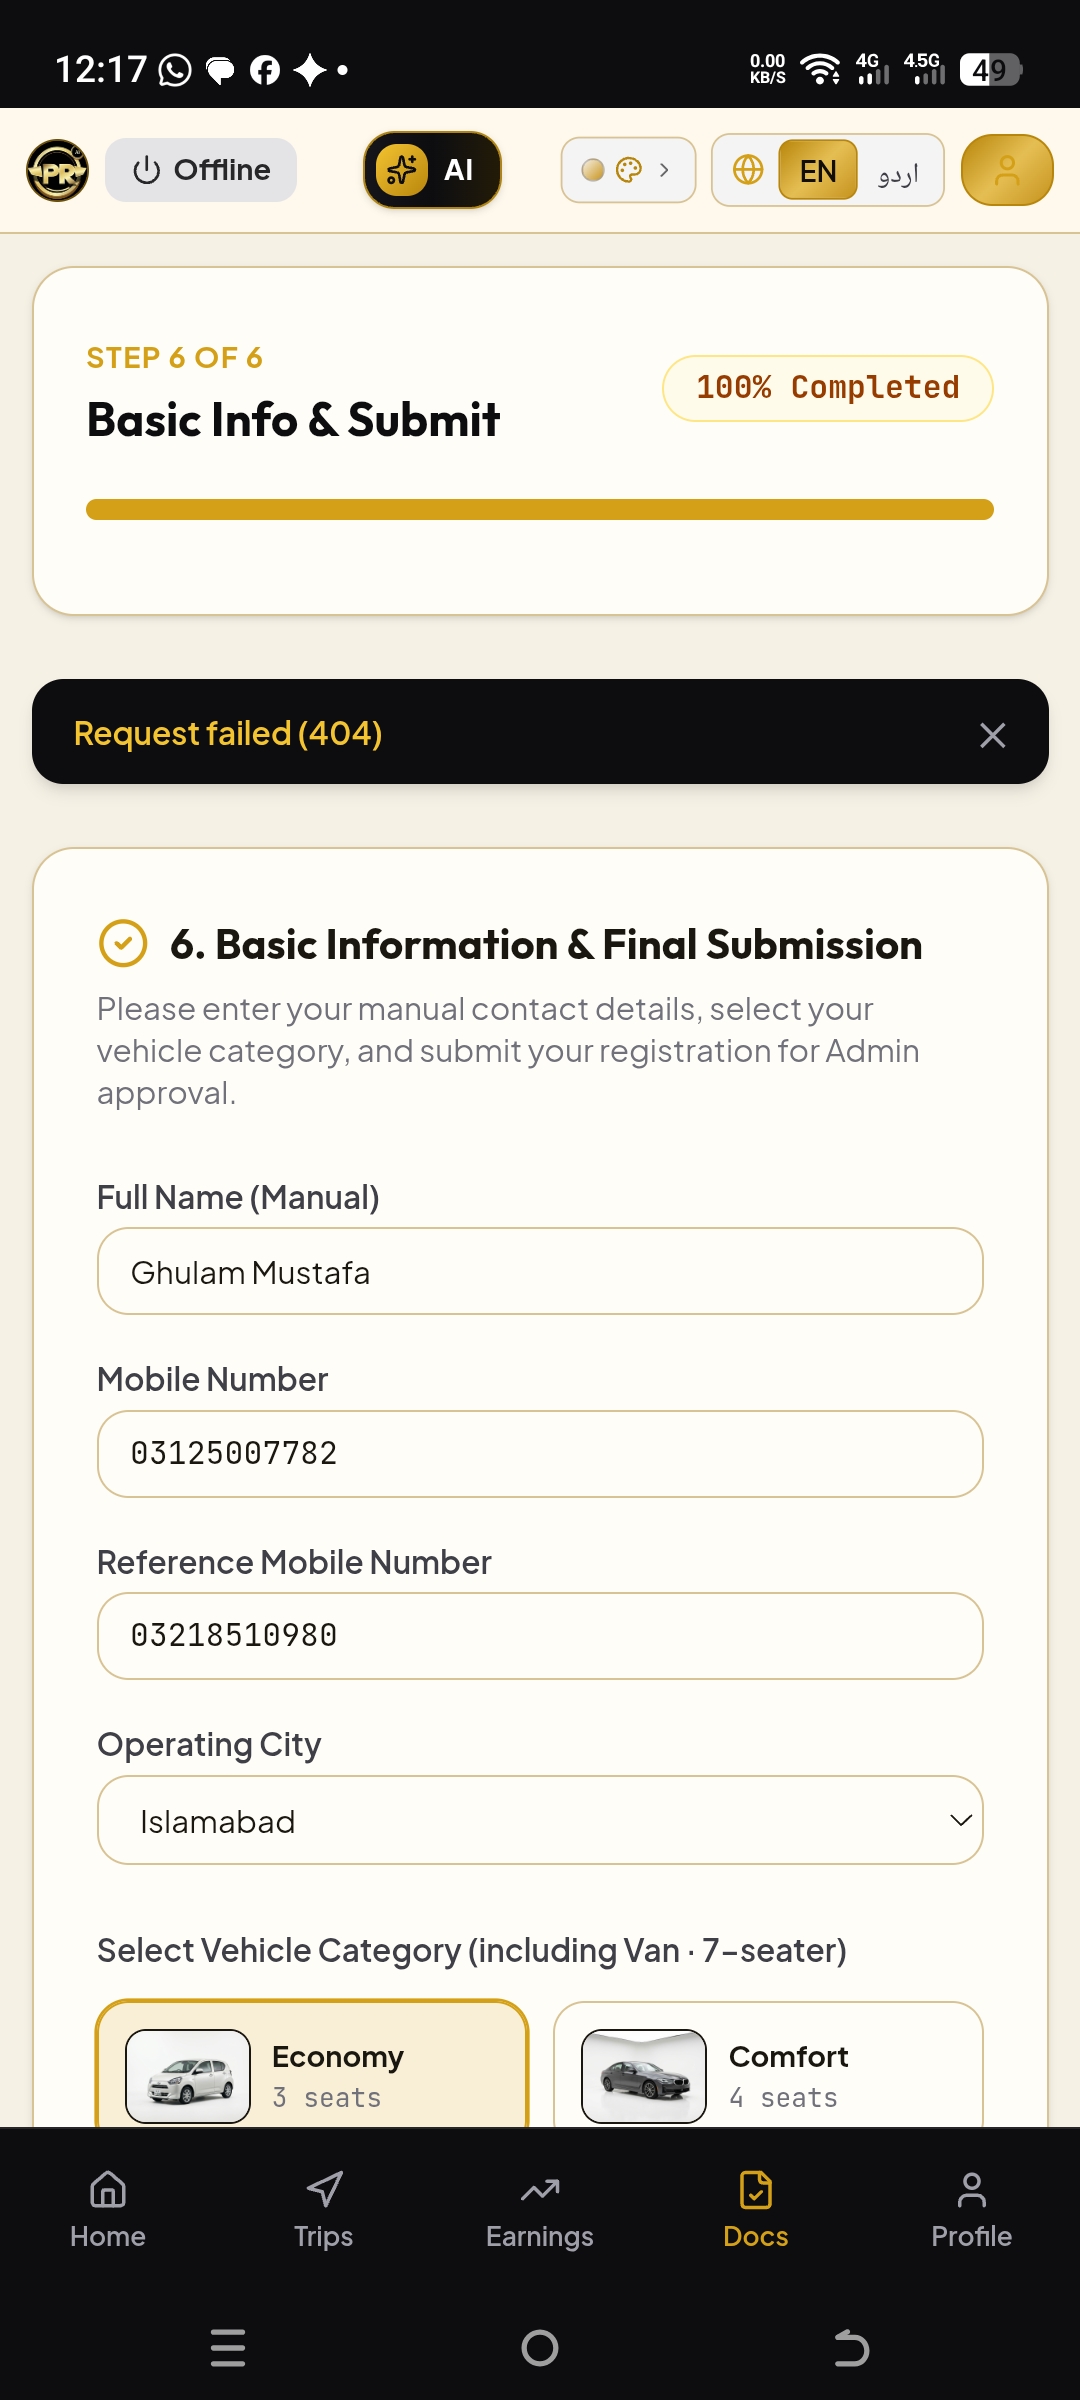 12:17
0.00
KB/S
4G
4.5G
49
PR
Offline
AI
EN
اردو
STEP 6 OF 6
Basic Info & Submit
100% Completed
Request failed (404)
6. Basic Information & Final Submission
Please enter your manual contact details, select your
vehicle category, and submit your registration for Admin
approval.
Full Name (Manual)
Ghulam Mustafa
Mobile Number
03125007782
Reference Mobile Number
03218510980
Operating City
Islamabad
Select Vehicle Category (including Van · 7-seater)
Economy
3 seats
Comfort
4 seats
Home
Trips
Earnings
Docs
Profile